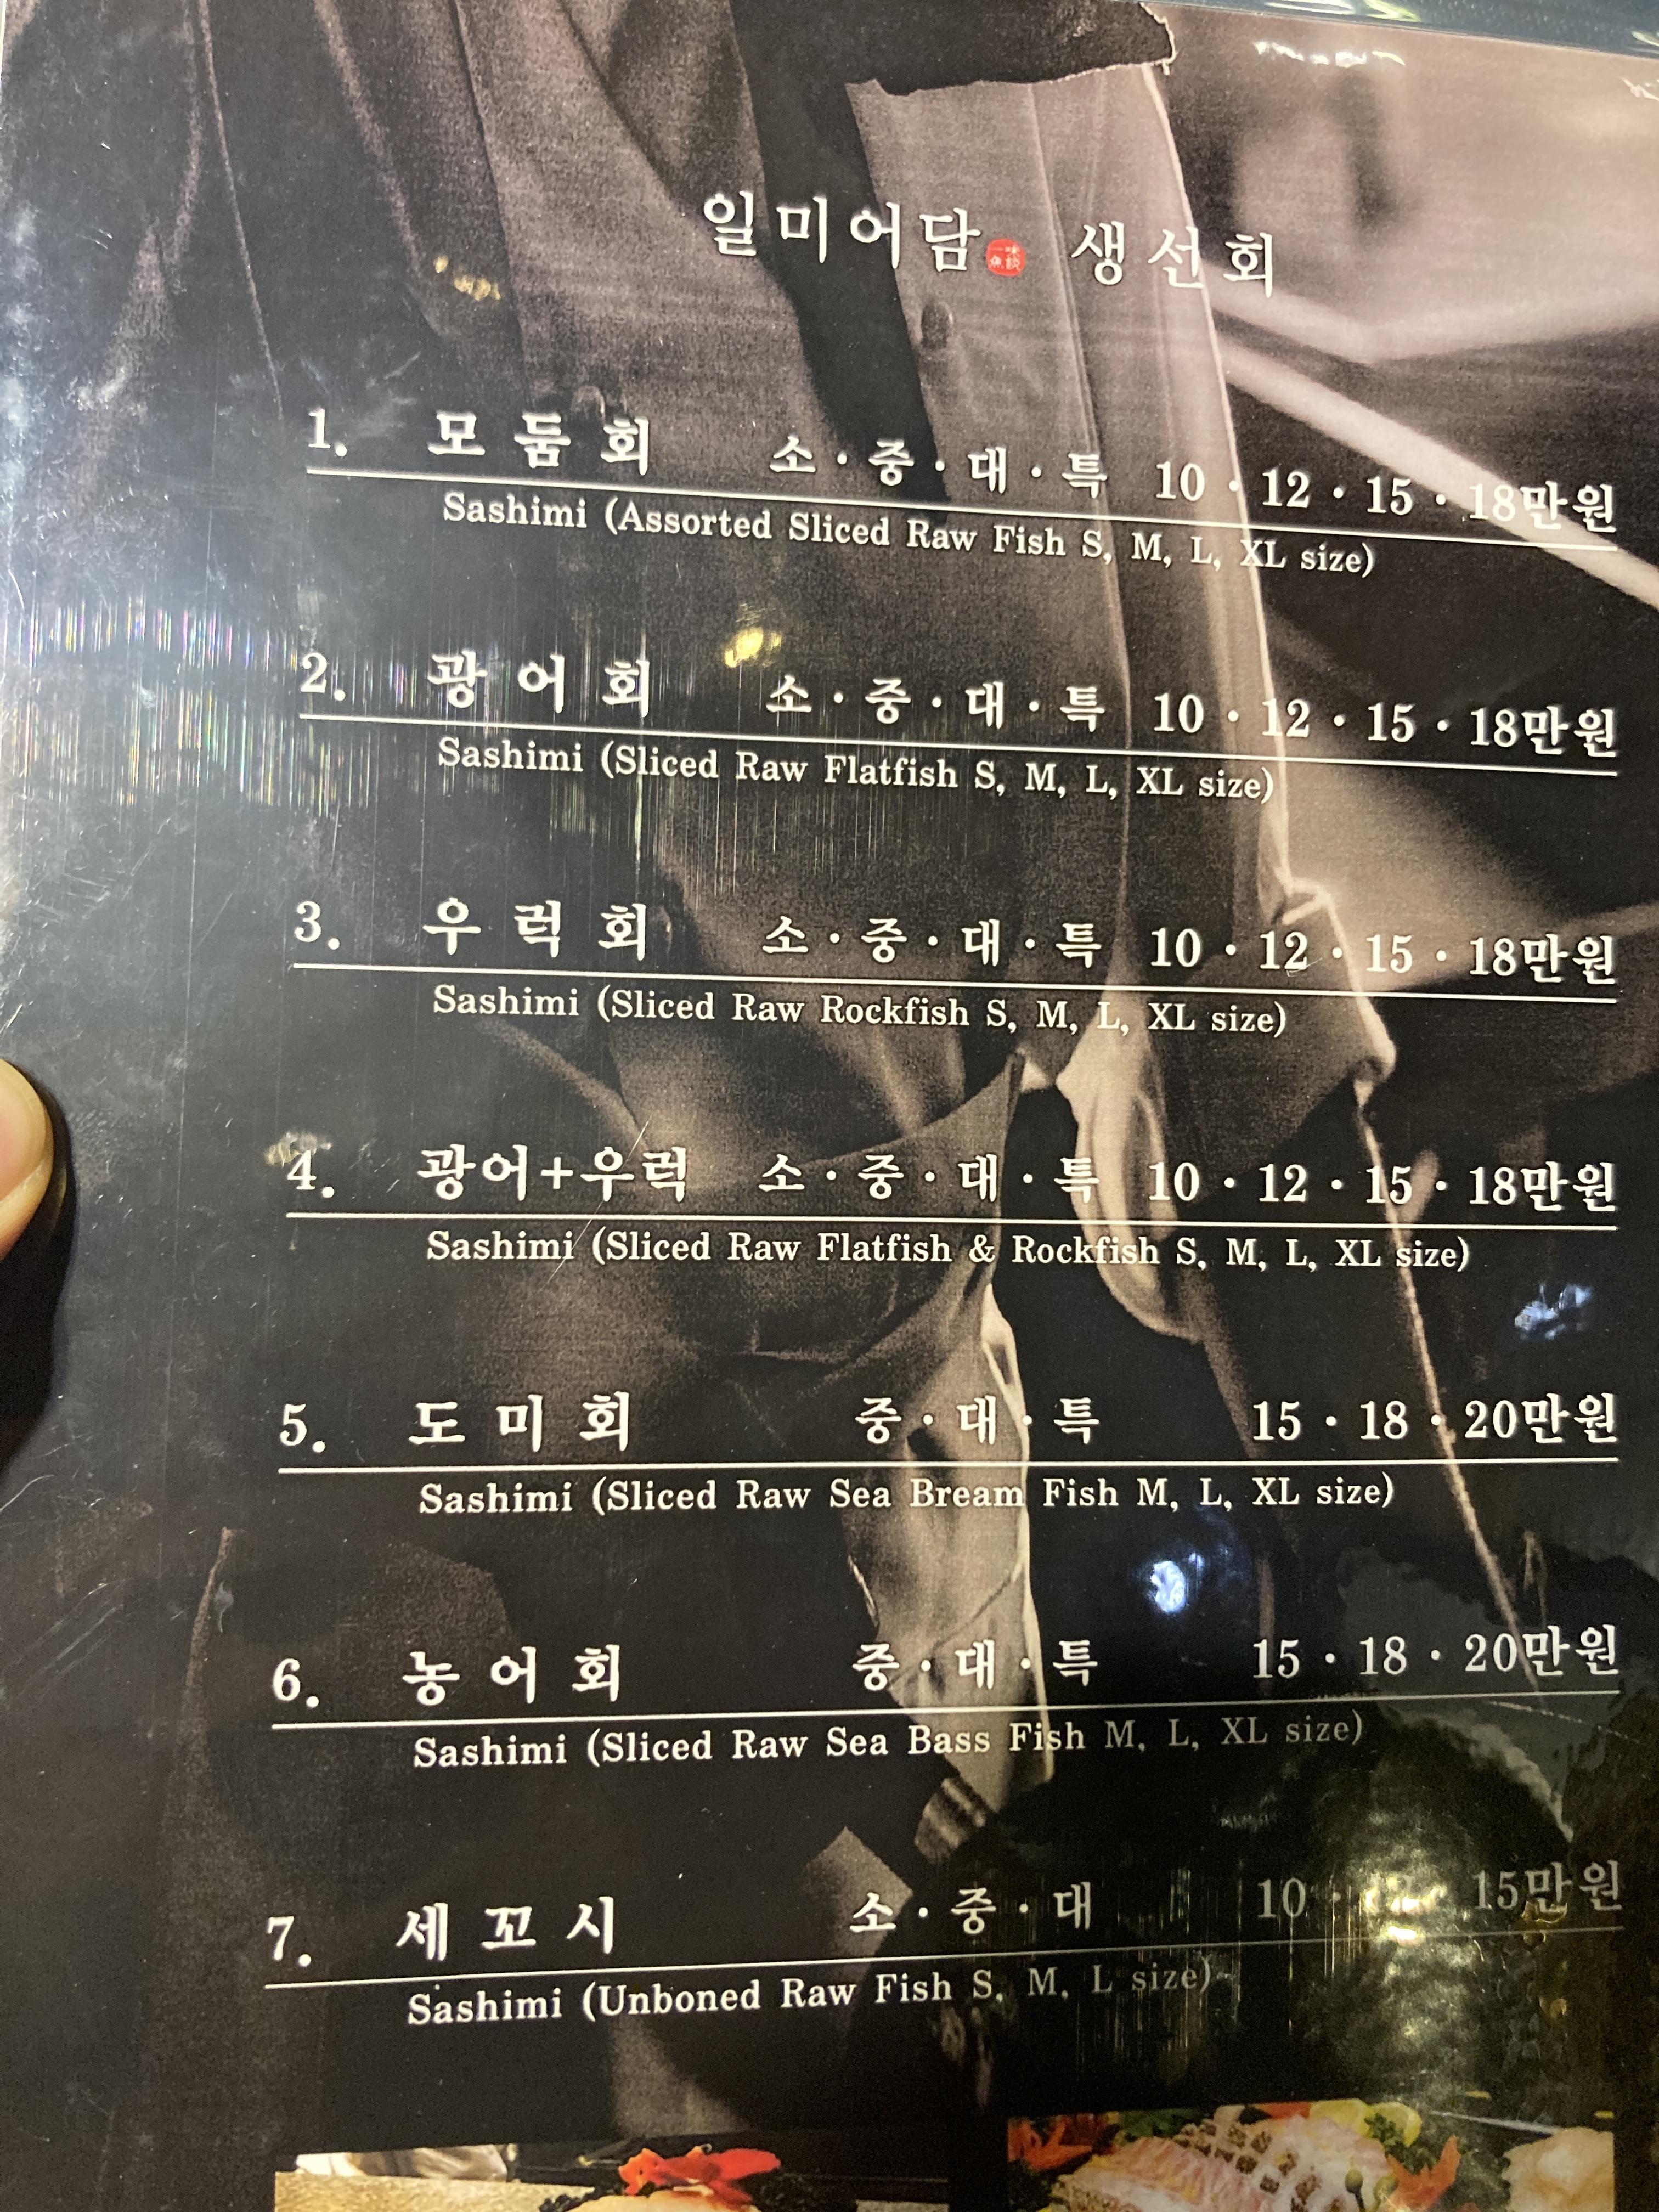 일미어담 생선회
1. 모둠회 소·중·대·특 10·12·15·18만원
Sashimi (Assorted Sliced Raw Fish S, M, L, XL size)
2. 광어회 소·중·대·특 10·12·15·18만원
Sashimi (Sliced Raw Flatfish S, M, L, XL size)
3. 우럭회 소·중·대·특 10·12·15·18만원
Sashimi (Sliced Raw Rockfish S, M, L, XL size)
4. 광어+우럭 소·중·대·특 10·12·15·18만원
Sashimi (Sliced Raw Flatfish & Rockfish S, M, L, XL size)
5. 도미회 중·대·특 15·18·20만원
Sashimi (Sliced Raw Sea Bream Fish M, L, XL size)
6. 농어회 중·대·특 15·18·20만원
Sashimi (Sliced Raw Sea Bass Fish M, L, XL size)
7. 세꼬시 소·중·대 10· ·15만원
Sashimi (Unboned Raw Fish S, M, L size)